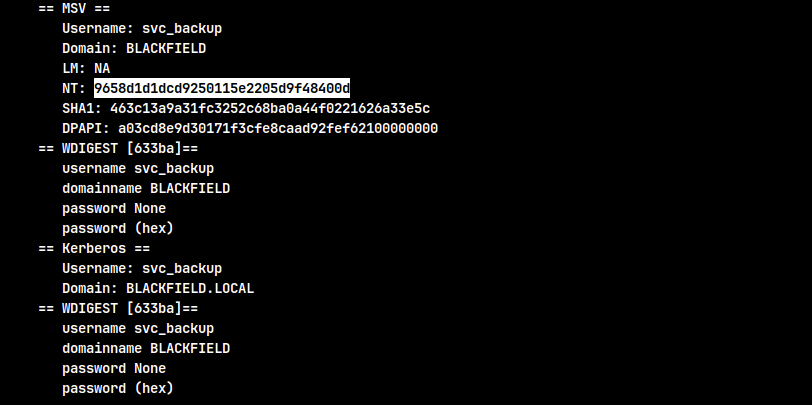 == MSV ==
Username: svc_backup
Domain: BLACKFIELD
LM: NA
NT: 9658d1d1dcd9250115e2205d9f48400d
SHA1: 463c13a9a31fc3252c68ba0a44f0221626a33e5c
DPAPI: a03cd8e9d30171f3cfe8caad92fef62100000000
== WDIGEST [633ba]==
username svc_backup
domainname BLACKFIELD
password None
password (hex)
== Kerberos ==
Username: svc_backup
Domain: BLACKFIELD.LOCAL
== WDIGEST [633ba]==
username svc_backup
domainname BLACKFIELD
password None
password (hex)